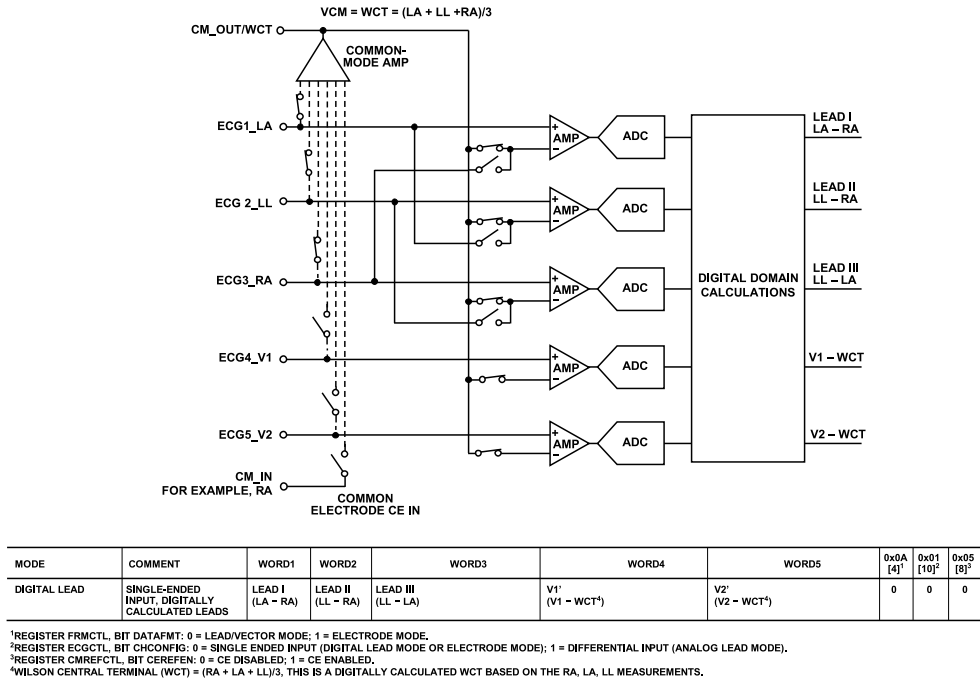 VCM = WCT = (LA + LL +RA)/3
CM_OUT/WCT
COMMON-
MODE AMP
ECG1_LA
+
AMP
−
ADC
LEAD I
LA – RA
ECG 2_LL
+
AMP
−
ADC
LEAD II
LL – RA
ECG3_RA
+
AMP
−
ADC
DIGITAL DOMAIN
CALCULATIONS
LEAD III
LL – LA
ECG4_V1
+
AMP
−
ADC
V1 – WCT
ECG5_V2
+
AMP
−
ADC
V2 – WCT
CM_IN
FOR EXAMPLE, RA
COMMON
ELECTRODE CE IN
MODE COMMENT WORD1 WORD2 WORD3 WORD4 WORD5 0x0A [4]¹ 0x01 [10]² 0x05 [8]³
DIGITAL LEAD SINGLE-ENDED INPUT, DIGITALLY CALCULATED LEADS LEAD I (LA – RA) LEAD II (LL – RA) LEAD III (LL – LA) V1' (V1 – WCT⁴) V2' (V2 – WCT⁴) 0 0 0
¹REGISTER FRMCTL, BIT DATAFMT: 0 = LEAD/VECTOR MODE; 1 = ELECTRODE MODE.
²REGISTER ECGCTL, BIT CHCONFIG: 0 = SINGLE ENDED INPUT (DIGITAL LEAD MODE OR ELECTRODE MODE); 1 = DIFFERENTIAL INPUT (ANALOG LEAD MODE).
³REGISTER CMREFCTL, BIT CEREFEN: 0 = CE DISABLED; 1 = CE ENABLED.
⁴WILSON CENTRAL TERMINAL (WCT) = (RA + LA + LL)/3, THIS IS A DIGITALLY CALCULATED WCT BASED ON THE RA, LA, LL MEASUREMENTS.